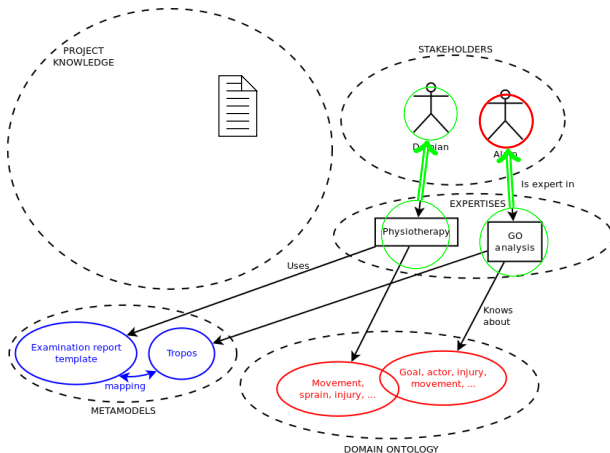 PROJECT
KNOWLEDGE
STAKEHOLDERS
Is expert in
EXPERTISES
Physiotherapy
GO
analysis
Uses
Knows
about
Examination report
template
Tropos
mapping
METAMODELS
Movement,
sprain, injury, ...
Goal, actor, injury,
movement, ...
DOMAIN ONTOLOGY